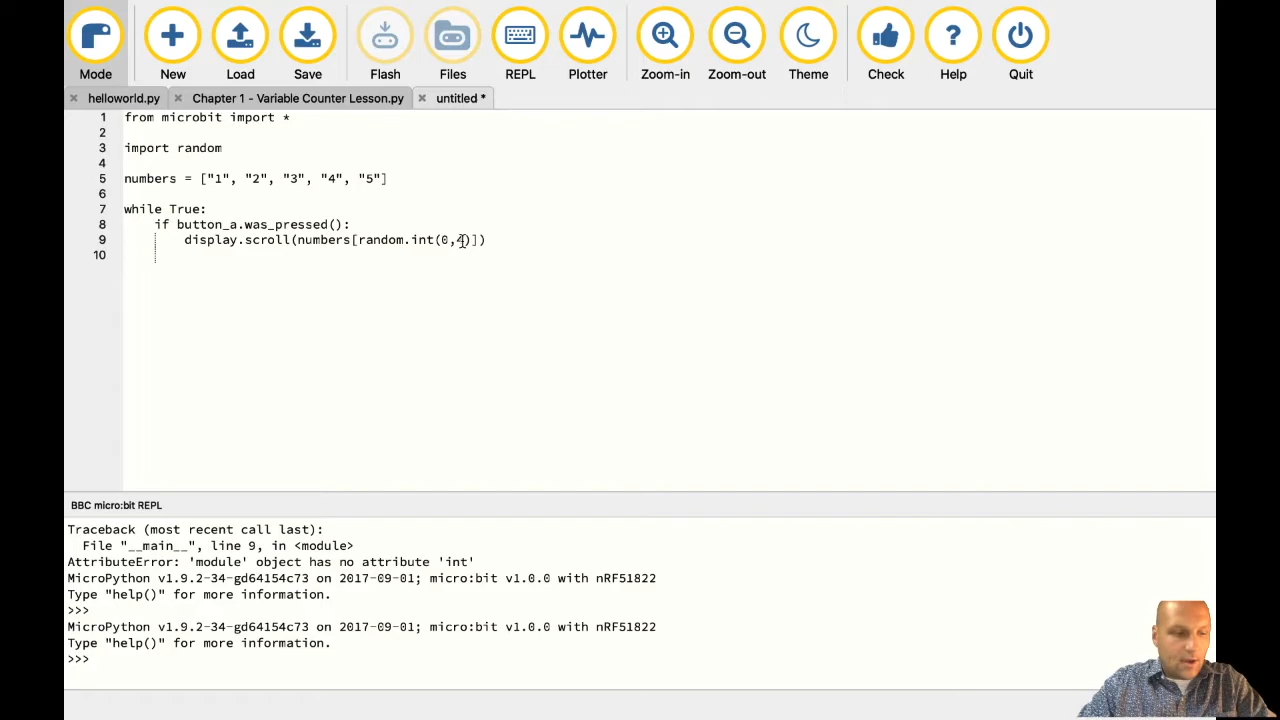 Mode New Load Save Flash Files REPL Plotter Zoom-in Zoom-out Theme Check Help Quit
helloworld.py Chapter 1 - Variable Counter Lesson.py untitled *
1 from microbit import *
2
3 import random
4
5 numbers = ["1", "2", "3", "4", "5"]
6
7 while True:
8 if button_a.was_pressed():
9 display.scroll(numbers[random.int(0,4)])
10
BBC micro:bit REPL
Traceback (most recent call last):
File "__main__", line 9, in <module>
AttributeError: 'module' object has no attribute 'int'
MicroPython v1.9.2-34-gd64154c73 on 2017-09-01; micro:bit v1.0.0 with nRF51822
Type "help()" for more information.
>>>
MicroPython v1.9.2-34-gd64154c73 on 2017-09-01; micro:bit v1.0.0 with nRF51822
Type "help()" for more information.
>>>